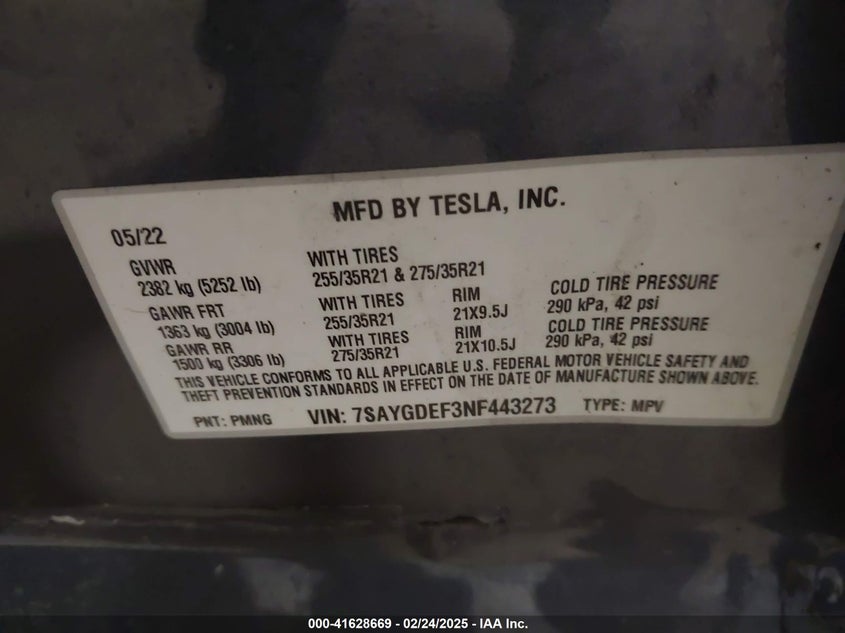 MFD BY TESLA, INC.
05/22
GVWR WITH TIRES
2382 kg (5252 lb) 255/35R21 & 275/35R21
GAWR FRT WITH TIRES RIM COLD TIRE PRESSURE
1363 kg (3004 lb) 255/35R21 21X9.5J 290 kPa, 42 psi
GAWR RR WITH TIRES RIM COLD TIRE PRESSURE
1500 kg (3306 lb) 275/35R21 21X10.5J 290 kPa, 42 psi
THIS VEHICLE CONFORMS TO ALL APPLICABLE U.S. FEDERAL MOTOR VEHICLE SAFETY AND
THEFT PREVENTION STANDARDS IN EFFECT ON THE DATE OF MANUFACTURE SHOWN ABOVE.
PNT: PMNG VIN: 7SAYGDEF3NF443273 TYPE: MPV
000-41628669 - 02/24/2025 - IAA Inc.